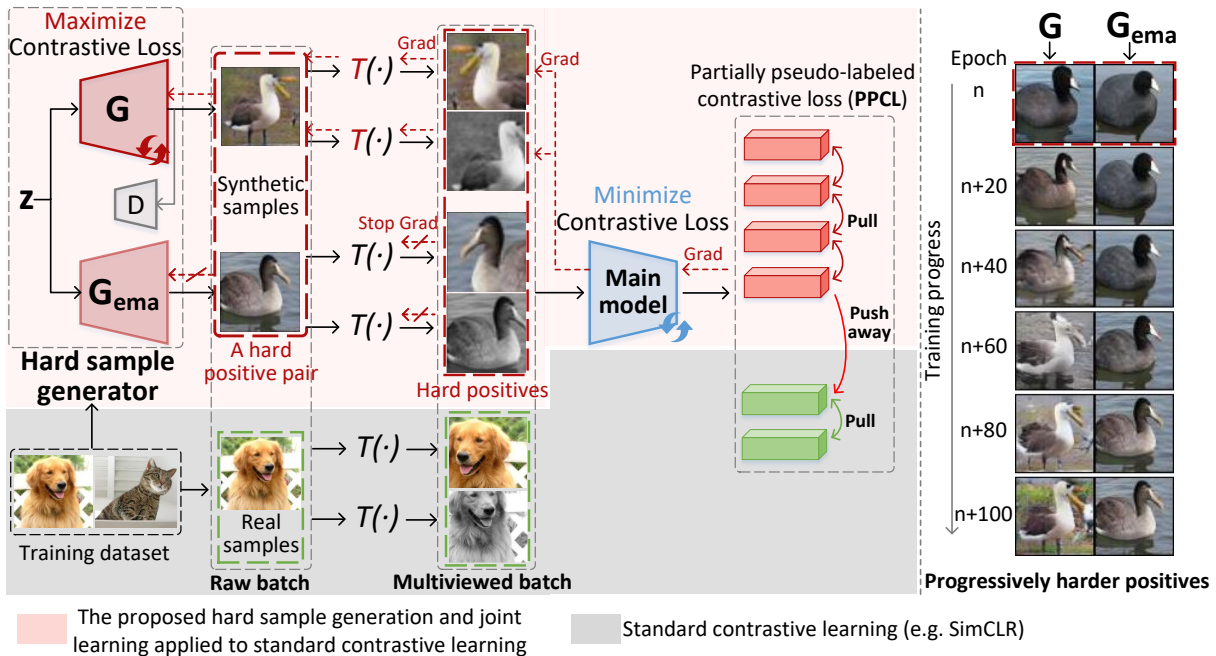 Maximize
Contrastive Loss
G
z
D
G_ema
Hard sample
generator
Synthetic
samples
A hard
positive pair
Grad
T(·)
T(·)
Stop Grad
T(·)
T(·)
Hard positives
Grad
Minimize
Contrastive Loss
Main
model
Grad
Partially pseudo-labeled
contrastive loss (PPCL)
Pull
Push
away
Pull
Training dataset
Real
samples
Raw batch
T(·)
T(·)
Multiviewed batch
G
G_ema
Epoch
n
n+20
n+40
n+60
n+80
n+100
Training progress
Progressively harder positives
The proposed hard sample generation and joint
learning applied to standard contrastive learning
Standard contrastive learning (e.g. SimCLR)